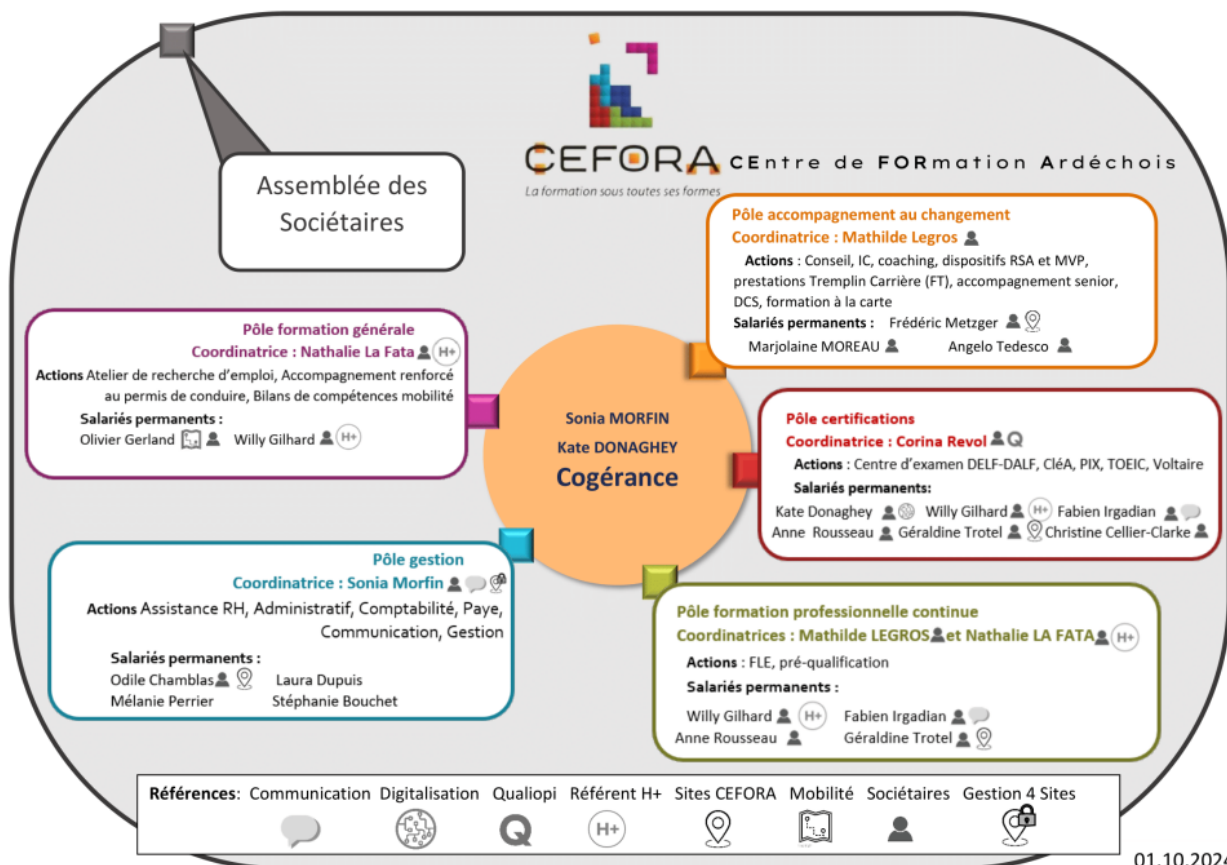 CEFORA CEntre de FORmation Ardéchois
La formation sous toutes ses formes
Assemblée des
Sociétaires
Pôle accompagnement au changement
Coordinatrice : Mathilde Legros
Actions : Conseil, IC, coaching, dispositifs RSA et MVP,
prestations Tremplin Carrière (FT), accompagnement senior,
DCS, formation à la carte
Salariés permanents : Frédéric Metzger
Marjolaine MOREAU Angelo Tedesco
Pôle formation générale
Coordinatrice : Nathalie La Fata H+
Actions Atelier de recherche d'emploi, Accompagnement renforcé
au permis de conduire, Bilans de compétences mobilité
Salariés permanents :
Olivier Gerland Willy Gilhard H+
Sonia MORFIN
Kate DONAGHEY
Cogérance
Pôle certifications
Coordinatrice : Corina Revol Q
Actions : Centre d'examen DELF-DALF, CléA, PIX, TOEIC, Voltaire
Salariés permanents:
Kate Donaghey Willy Gilhard H+ Fabien Irgadian
Anne Rousseau Géraldine Trotel Christine Cellier-Clarke
Pôle gestion
Coordinatrice : Sonia Morfin
Actions Assistance RH, Administratif, Comptabilité, Paye,
Communication, Gestion
Salariés permanents :
Odile Chamblas Laura Dupuis
Mélanie Perrier Stéphanie Bouchet
Pôle formation professionnelle continue
Coordinatrices : Mathilde LEGROS et Nathalie LA FATA H+
Actions : FLE, pré-qualification
Salariés permanents :
Willy Gilhard H+ Fabien Irgadian
Anne Rousseau Géraldine Trotel
Références: Communication Digitalisation Qualiopi Référent H+ Sites CEFORA Mobilité Sociétaires Gestion 4 Sites
Q H+
01.10.2024